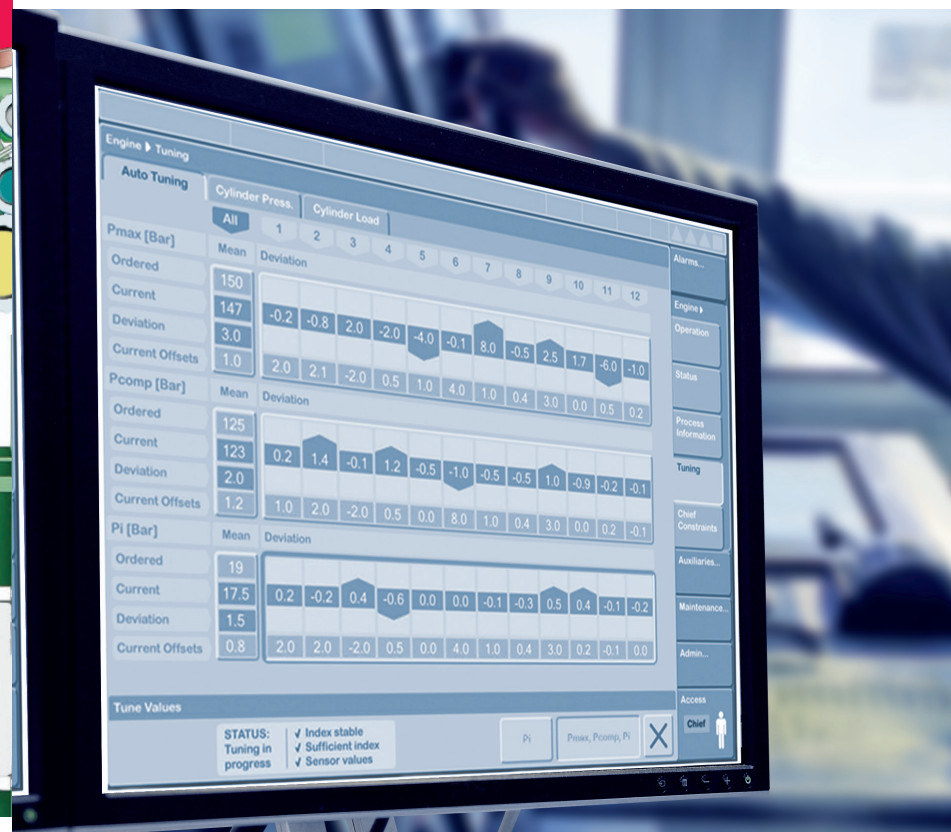 Engine Tuning
Auto Tuning Cylinder Press. Cylinder Load
All 1 2 3 4 5 6 7 8 9 10 11 12
Pmax [Bar] Mean Deviation
Ordered 150
Current 147 -0.2 -0.8 2.0 -2.0 -4.0 -0.1 8.0 -0.5 2.5 1.7 -6.0 -1.0
Deviation 3.0
Current Offsets 1.0 2.0 2.1 -2.0 0.5 1.0 4.0 1.0 0.4 3.0 0.0 0.5 0.2
Pcomp [Bar] Mean Deviation
Ordered 125
Current 123 0.2 1.4 -0.1 1.2 -0.5 -1.0 -0.5 -0.5 1.0 -0.9 -0.2 -0.1
Deviation 2.0
Current Offsets 1.2 1.0 2.0 -2.0 0.5 0.0 8.0 1.0 0.4 3.0 0.0 0.2 -0.1
Pi [Bar] Mean Deviation
Ordered 19
Current 17.5 0.2 -0.2 0.4 -0.6 0.0 0.0 -0.1 -0.3 0.5 0.4 -0.1 -0.2
Deviation 1.5
Current Offsets 0.8 2.0 2.0 -2.0 0.5 0.0 4.0 1.0 0.4 3.0 0.2 -0.1 0.0
Tune Values
STATUS:
Tuning in
progress
✓ Index stable
✓ Sufficient index
✓ Sensor values
Pi
Pmax, Pcomp, Pi
Alarms...
Engine
Operation
Status
Process
Information
Tuning
Chief
Constraints
Auxiliaries...
Maintenance...
Admin...
Access
Chief